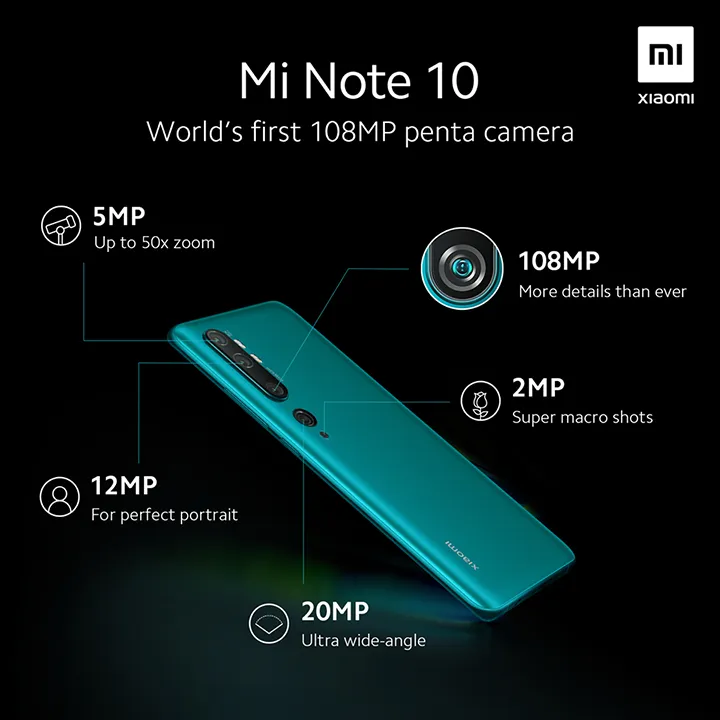 mi
xiaomi
Mi Note 10
World's first 108MP penta camera
5MP
Up to 50x zoom
108MP
More details than ever
2MP
Super macro shots
12MP
For perfect portrait
xiaomi
20MP
Ultra wide-angle